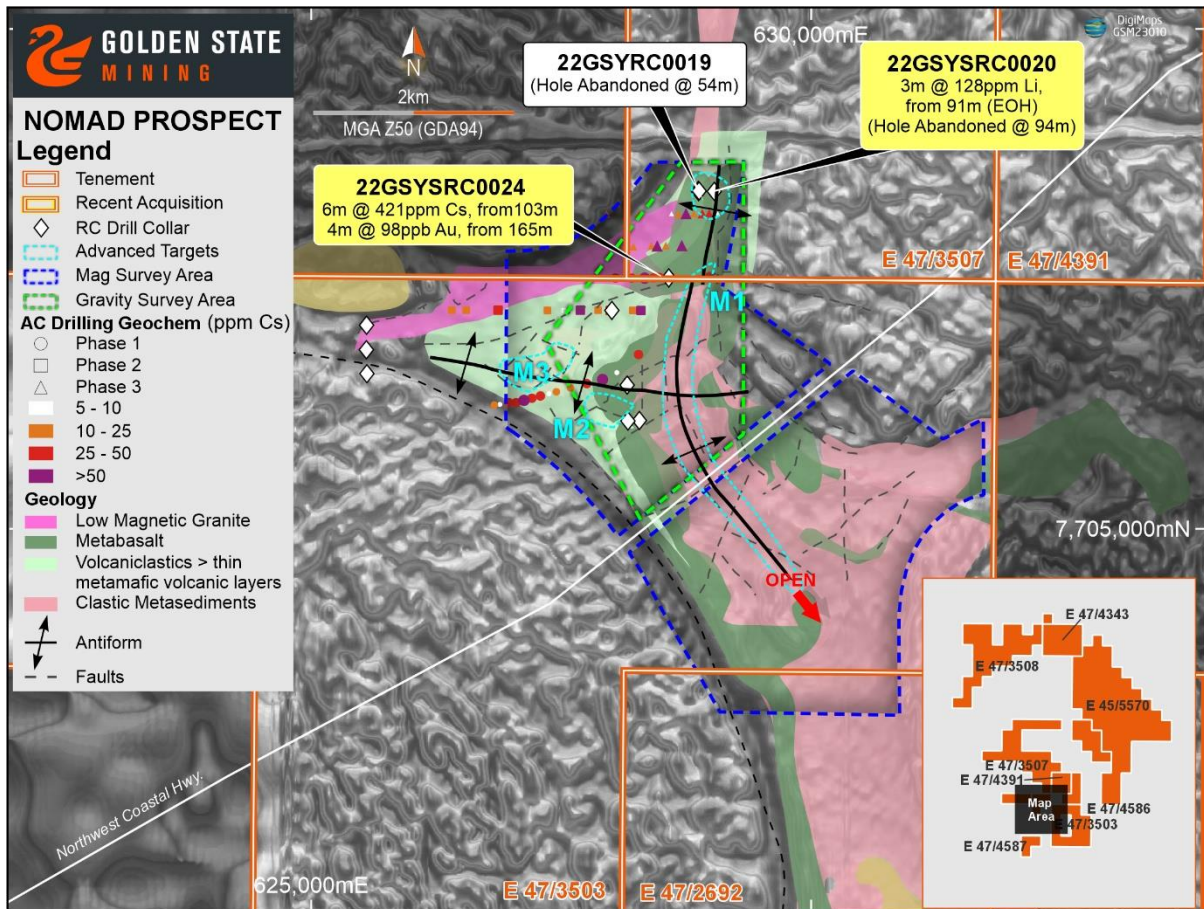 GOLDEN STATE
MINING
NOMAD PROSPECT
Legend
Tenement
Recent Acquisition
RC Drill Collar
Advanced Targets
Mag Survey Area
Gravity Survey Area
AC Drilling Geochem (ppm Cs)
Phase 1
Phase 2
Phase 3
5 - 10
10 - 25
25 - 50
>50
Geology
Low Magnetic Granite
Metabasalt
Volcaniclastics > thin
metamafic volcanic layers
Clastic Metasediments
Antiform
Faults
N
2km
MGA Z50 (GDA94)
22GSYRC0019
(Hole Abandoned @ 54m)
630,000mE
DigiMaps
GSM23010
22GSYSRC0020
3m @ 128ppm Li,
from 91m (EOH)
(Hole Abandoned @ 94m)
22GSYSRC0024
6m @ 421ppm Cs, from103m
4m @ 98ppb Au, from 165m
E 47/3507
E 47/4391
M1
M3
M2
7,705,000mN
OPEN
Northwest Coastal Hwy.
625,000mE
E 47/3503
E 47/2692
E 47/4343
E 47/3508
E 45/5570
E 47/3507
E 47/4391
E 47/4586
Map
Area
E 47/3503
E 47/4587